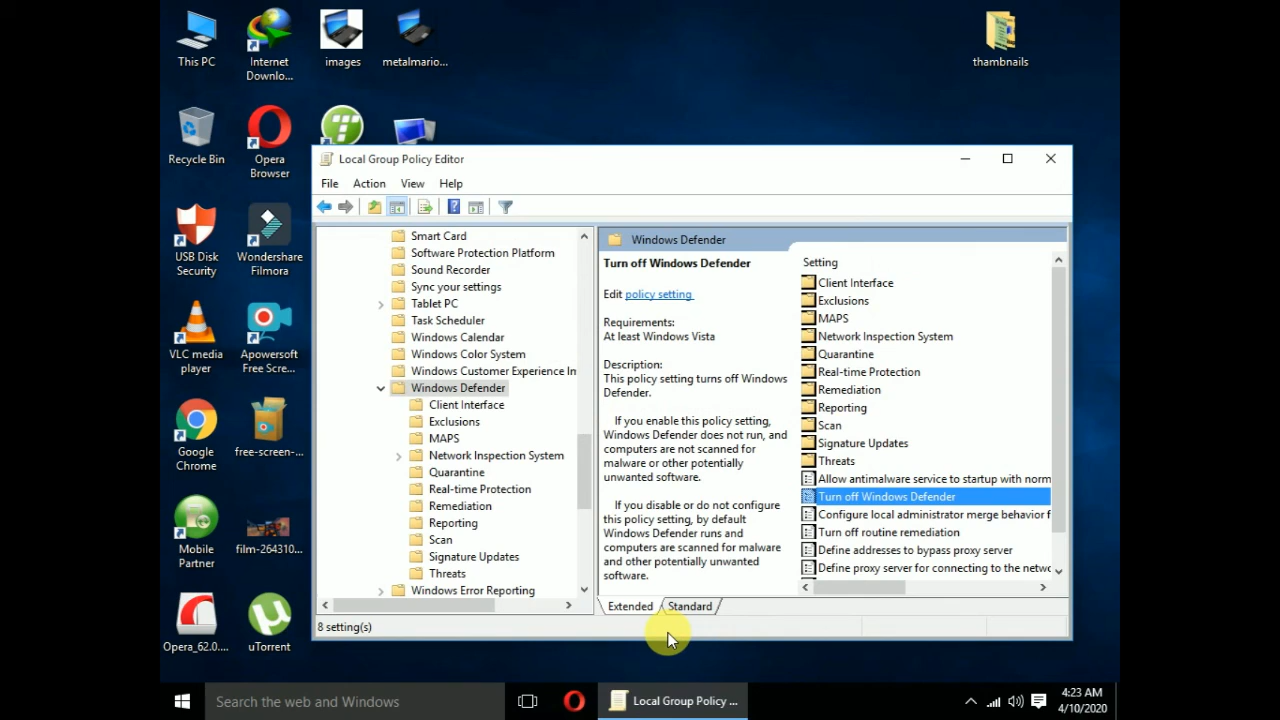 This PC
Internet
Downlo...
images
metalmario...
thambnails
Recycle Bin
Opera
Browser
USB Disk
Security
Wondershare
Filmora
VLC media
player
Apowersoft
Free Scre...
Google
Chrome
free-screen-...
Mobile
Partner
film-264310...
Opera_62.0....
uTorrent
Local Group Policy Editor
File Action View Help
Smart Card
Software Protection Platform
Sound Recorder
Sync your settings
Tablet PC
Task Scheduler
Windows Calendar
Windows Color System
Windows Customer Experience In
Windows Defender
Client Interface
Exclusions
MAPS
Network Inspection System
Quarantine
Real-time Protection
Remediation
Reporting
Scan
Signature Updates
Threats
Windows Error Reporting
Windows Defender
Turn off Windows Defender
Edit policy setting
Requirements:
At least Windows Vista
Description:
This policy setting turns off Windows
Defender.
If you enable this policy setting,
Windows Defender does not run, and
computers are not scanned for
malware or other potentially
unwanted software.
If you disable or do not configure
this policy setting, by default
Windows Defender runs and
computers are scanned for malware
and other potentially unwanted
software.
Setting
Client Interface
Exclusions
MAPS
Network Inspection System
Quarantine
Real-time Protection
Remediation
Reporting
Scan
Signature Updates
Threats
Allow antimalware service to startup with norm
Turn off Windows Defender
Configure local administrator merge behavior f
Turn off routine remediation
Define addresses to bypass proxy server
Define proxy server for connecting to the netwo
Extended Standard
8 setting(s)
Search the web and Windows
Local Group Policy ...
4:23 AM
4/10/2020